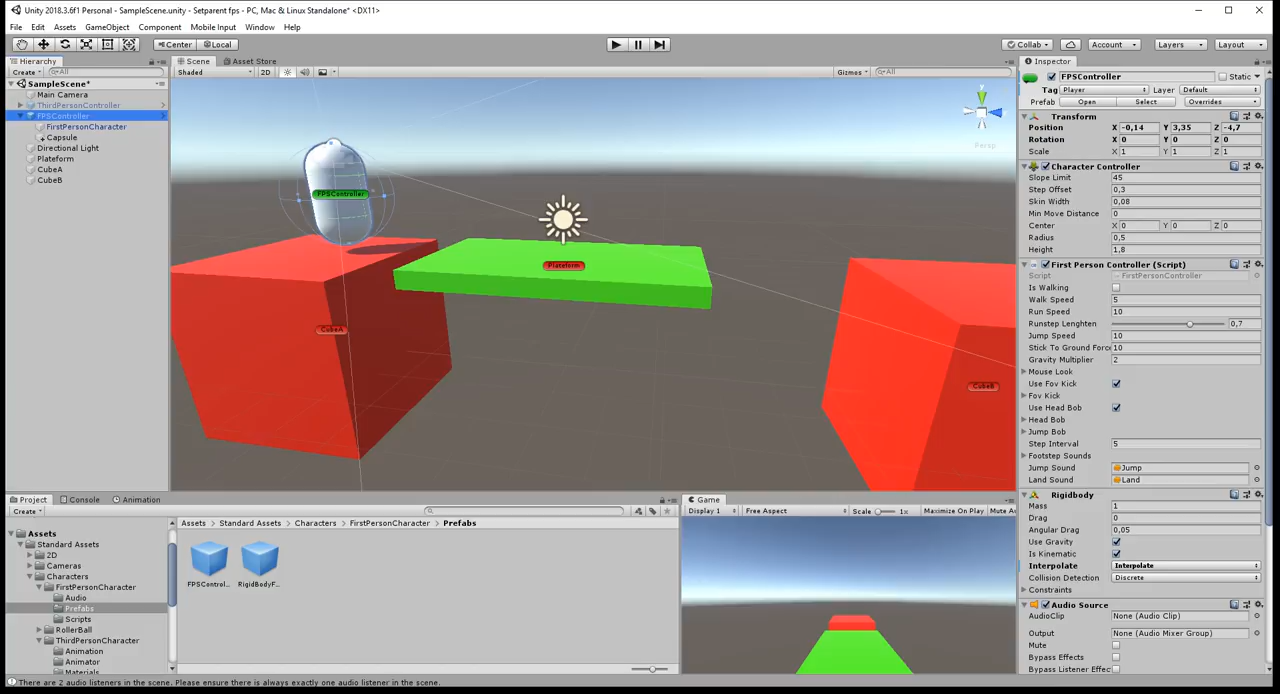 Unity 2018.3.6f1 Personal - SampleScene.unity - Setparent fps - PC, Mac & Linux Standalone* <DX11>
File Edit Assets GameObject Component Mobile Input Window Help
Center Local Collab Account Layers Layout
Hierarchy
Create All
SampleScene*
Main Camera
ThirdPersonController
FPSController
FirstPersonCharacter
Capsule
Directional Light
Plateform
CubeA
CubeB
Scene Asset Store
Shaded 2D Gizmos All
y
Persp
FPSController
Plateform
CubeA
CubeB
Inspector
FPSController Static
Tag Player Layer Default
Prefab Open Select Overrides
Transform
Position X -0,14 Y 3,35 Z -4,7
Rotation X 0 Y 0 Z 0
Scale X 1 Y 1 Z 1
Character Controller
Slope Limit 45
Step Offset 0,3
Skin Width 0,08
Min Move Distance 0
Center X 0 Y 0 Z 0
Radius 0,5
Height 1,8
First Person Controller (Script)
Script FirstPersonController
Is Walking
Walk Speed 5
Run Speed 10
Runstep Lenghten 0,7
Jump Speed 10
Stick To Ground Forc 10
Gravity Multiplier 2
Mouse Look
Use Fov Kick
Fov Kick
Use Head Bob
Head Bob
Jump Bob
Step Interval 5
Footstep Sounds
Jump Sound Jump
Land Sound Land
Rigidbody
Mass 1
Drag 0
Angular Drag 0,05
Use Gravity
Is Kinematic
Interpolate Interpolate
Collision Detection Discrete
Constraints
Audio Source
AudioClip None (Audio Clip)
Output None (Audio Mixer Group)
Mute
Bypass Effects
Bypass Listener Effec
Project Console Animation
Create
Assets
Standard Assets
2D
Cameras
Characters
FirstPersonCharacter
Audio
Prefabs
Scripts
RollerBall
ThirdPersonCharacter
Animation
Animator
Materials
Assets Standard Assets Characters FirstPersonCharacter Prefabs
FPSControl... RigidBodyF...
Game
Display 1 Free Aspect Scale 1x Maximize On Play Mute Au
There are 2 audio listeners in the scene. Please ensure there is always exactly one audio listener in the scene.